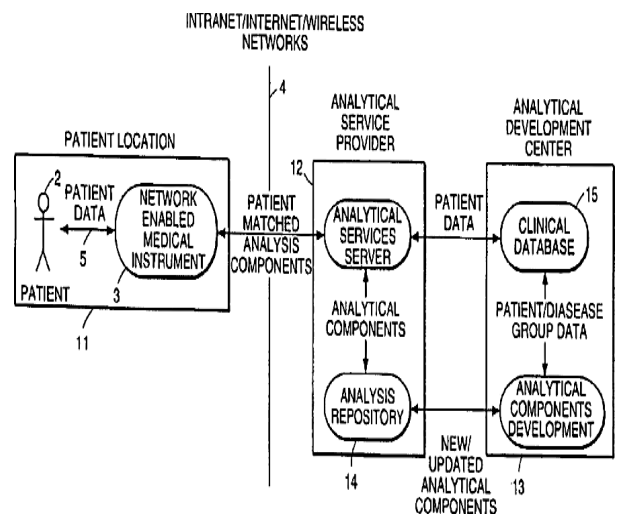 INTRANET/INTERNET/WIRELESS
NETWORKS
4
PATIENT LOCATION
2
PATIENT
DATA
5
NETWORK
ENABLED
MEDICAL
INSTRUMENT
3
PATIENT
11
PATIENT
MATCHED
ANALYSIS
COMPONENTS
ANALYTICAL
SERVICE
PROVIDER
12
ANALYTICAL
SERVICES
SERVER
ANALYTICAL
COMPONENTS
ANALYSIS
REPOSITORY
14
PATIENT
DATA
NEW/
UPDATED
ANALYTICAL
COMPONENTS
ANALYTICAL
DEVELOPMENT
CENTER
15
CLINICAL
DATABASE
PATIENT/DIASEASE
GROUP DATA
ANALYTICAL
COMPONENTS
DEVELOPMENT
13